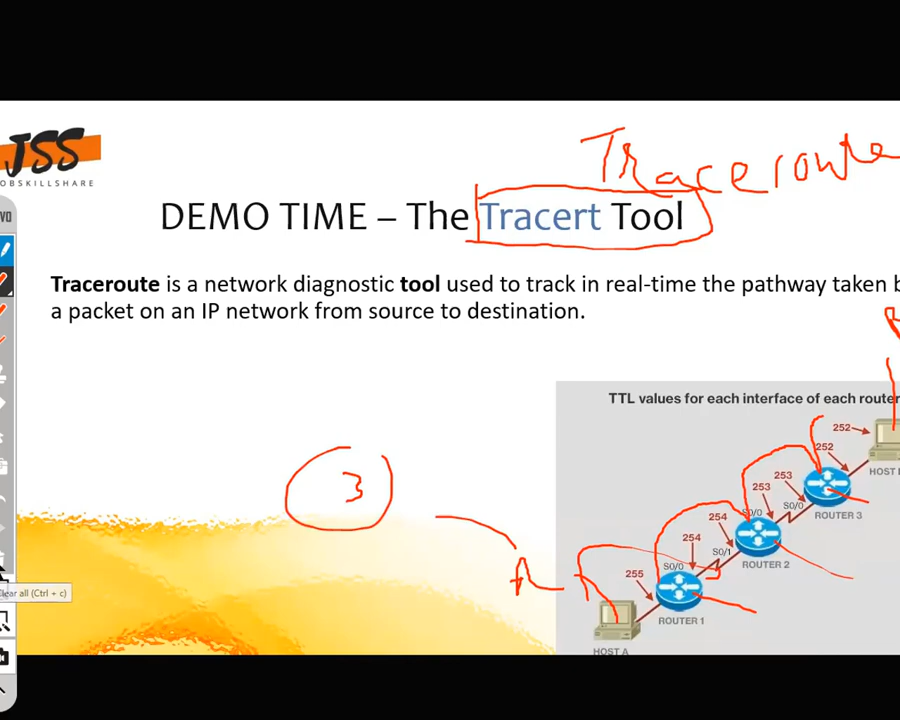 Traceroute
JSS
OBSKILLSHARE
DEMO TIME – The Tracert Tool
Traceroute is a network diagnostic tool used to track in real-time the pathway taken b
a packet on an IP network from source to destination.
TTL values for each interface of each router
252
252
HOST
253
253
S0/0
S0/0
ROUTER 3
3
254
254
S0/1
ROUTER 2
A
255
S0/0
ROUTER 1
HOST A
Clear all (Ctrl + c)